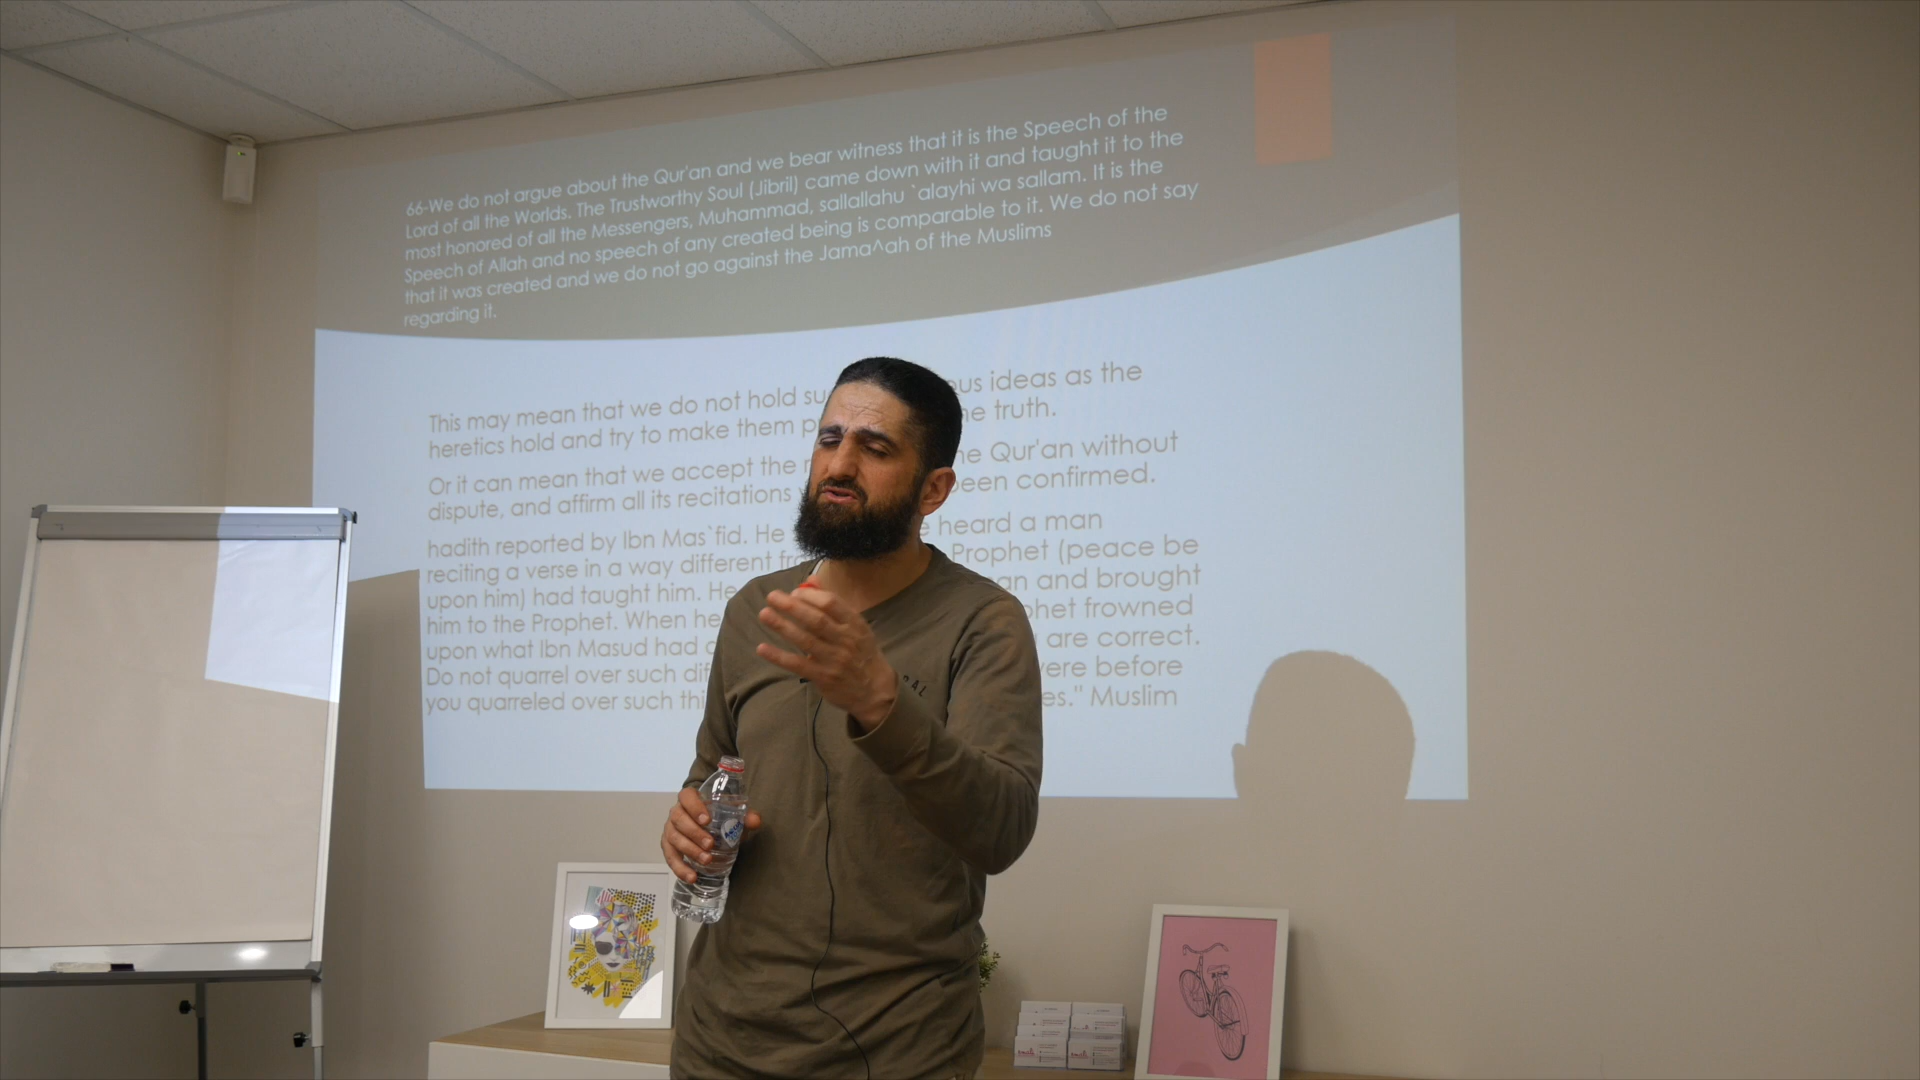 66-We do not argue about the Qur'an and we bear witness that it is the Speech of the
Lord of all the Worlds. The Trustworthy Soul (Jibril) came down with it and taught it to the
most honored of all the Messengers, Muhammad, sallallahu `alayhi wa sallam. It is the
Speech of Allah and no speech of any created being is comparable to it. We do not say
that it was created and we do not go against the Jama^ah of the Muslims
regarding it.
This may mean that we do not hold ideas as the
heretics hold and try to make them truth.
Or it can mean that we accept the Qur'an without
dispute, and affirm all its recitations been confirmed.
hadith reported by Ibn Mas`fid. He heard a man
reciting a verse in a way different Prophet (peace be
upon him) had taught him. He and brought
him to the Prophet. When he frowned
upon what Ibn Masud had are correct.
Do not quarrel over such before
you quarreled over such Muslim